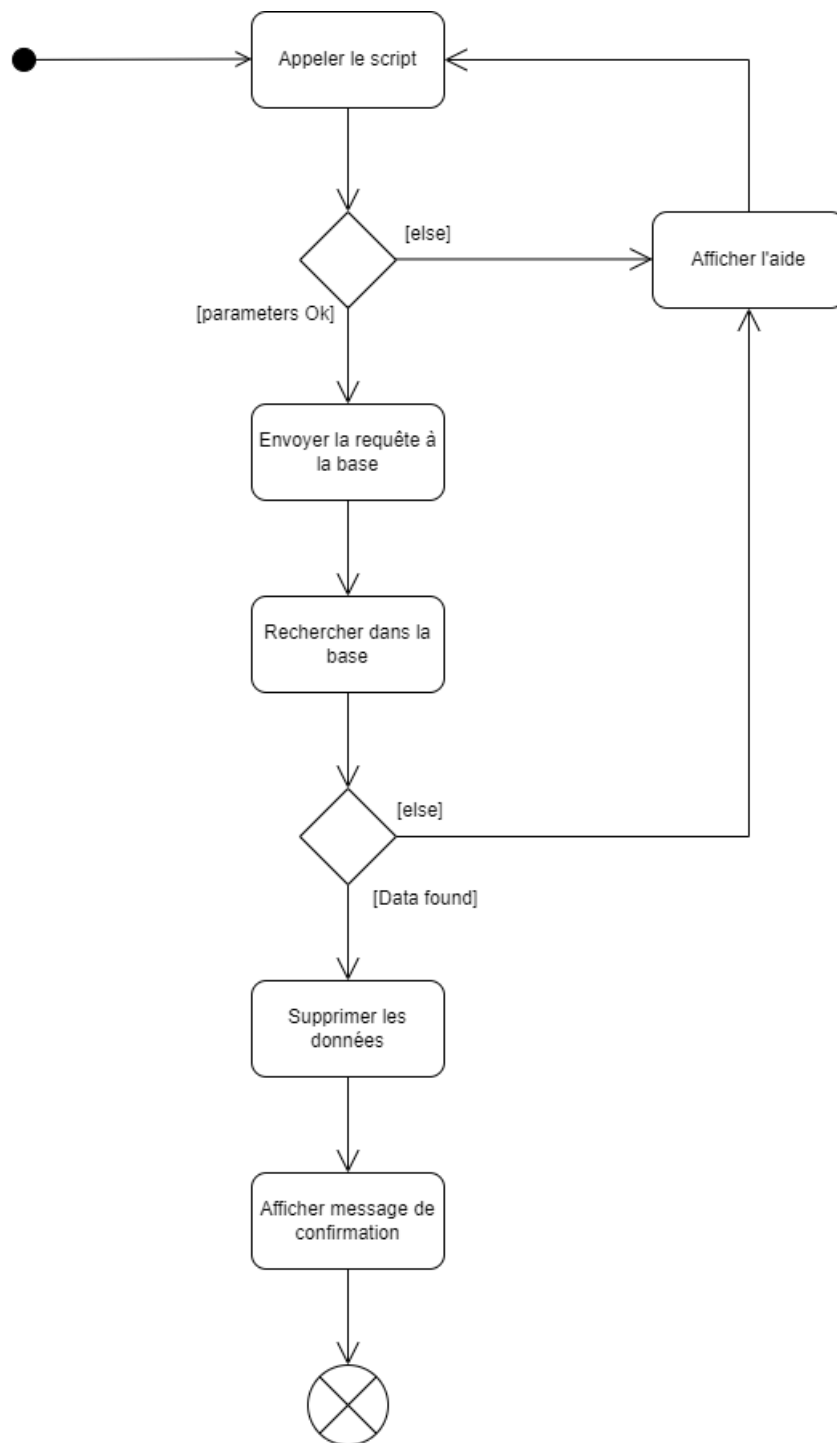 Appeler le script
[else]
Afficher l'aide
[parameters Ok]
Envoyer la requête à
la base
Rechercher dans la
base
[else]
[Data found]
Supprimer les
données
Afficher message de
confirmation